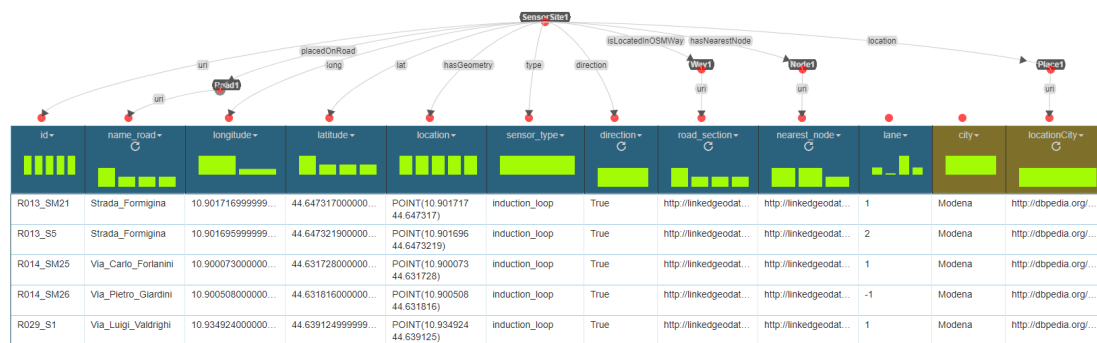 SensorSite1
isLocatedInOSMWay hasNearestNode location
placedOnRoad
uri long lat hasGeometry type direction Way1 Node1 Place1
Road1
uri uri uri uri
id name_road longitude latitude location sensor_type direction road_section nearest_node lane city locationCity
R013_SM21 Strada_Formigina 10.901716999999... 44.647317000000... POINT(10.901717 induction_loop True http://linkedgeodat... http://linkedgeodat... 1 Modena http://dbpedia.org/...
44.647317)
R013_S5 Strada_Formigina 10.901695999999... 44.647321900000... POINT(10.901696 induction_loop True http://linkedgeodat... http://linkedgeodat... 2 Modena http://dbpedia.org/...
44.6473219)
R014_SM25 Via_Carlo_Forlanini 10.900073000000... 44.631728000000... POINT(10.900073 induction_loop True http://linkedgeodat... http://linkedgeodat... 1 Modena http://dbpedia.org/...
44.631728)
R014_SM26 Via_Pietro_Giardini 10.900508000000... 44.631816000000... POINT(10.900508 induction_loop True http://linkedgeodat... http://linkedgeodat... -1 Modena http://dbpedia.org/...
44.631816)
R029_S1 Via_Luigi_Valdrighi 10.934924000000... 44.639124999999... POINT(10.934924 induction_loop True http://linkedgeodat... http://linkedgeodat... 1 Modena http://dbpedia.org/...
44.639125)